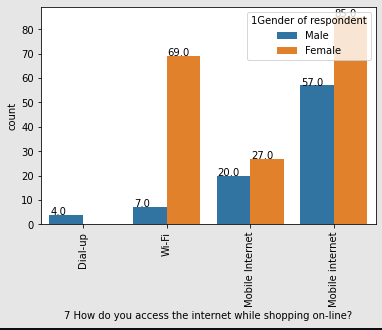 1Gender of respondent
Male
Female
85.0
80
70
60
50
40
30
20
10
0
count
4.0
7.0
69.0
20.0
27.0
57.0
Dial-up
Wi-Fi
Mobile Internet
Mobile internet
7 How do you access the internet while shopping on-line?